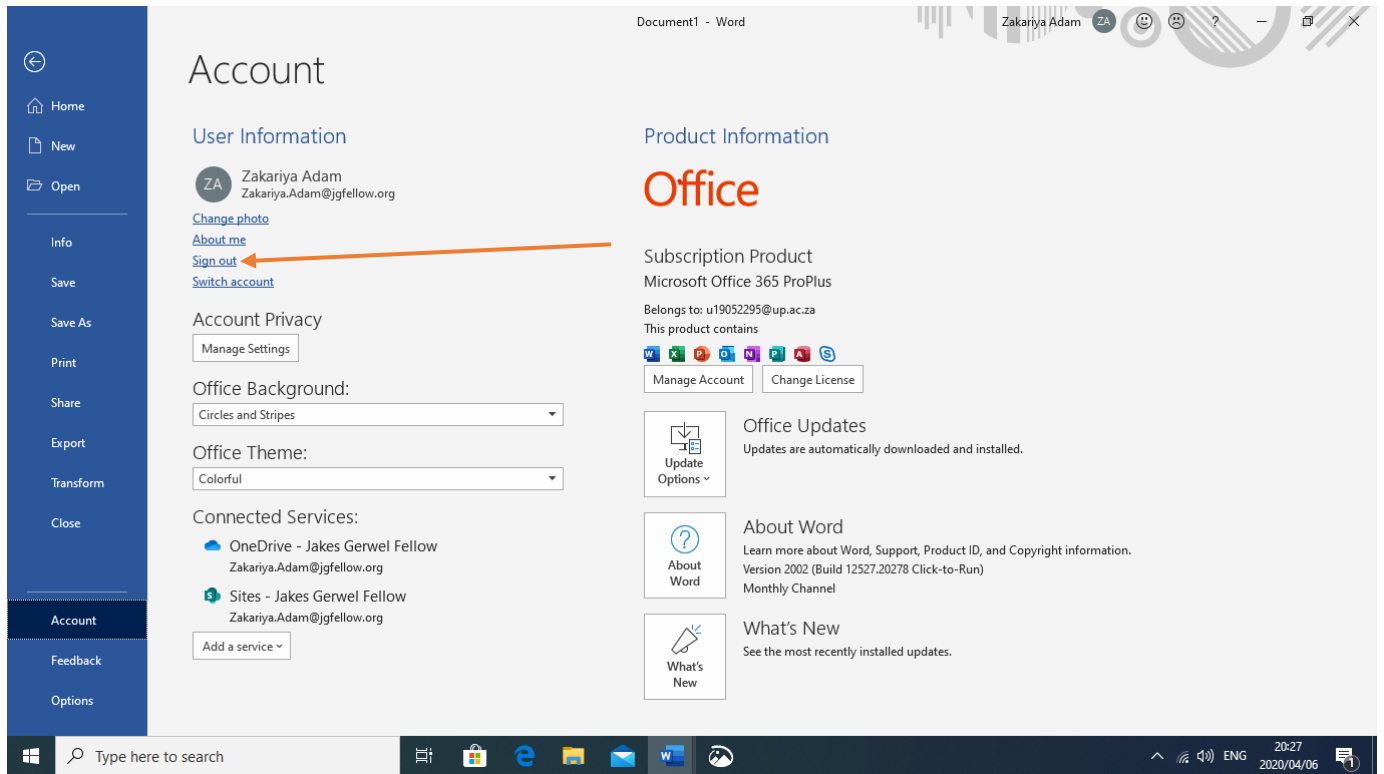 Document1 - Word
Zakariya Adam ZA ?
Account
Home
New
Open
Info
Save
Save As
Print
Share
Export
Transform
Close
Account
Feedback
Options
User Information
ZA
Zakariya Adam
Zakariya.Adam@jgfellow.org
Change photo
About me
Sign out
Switch account
Account Privacy
Manage Settings
Office Background:
Circles and Stripes
Office Theme:
Colorful
Connected Services:
OneDrive - Jakes Gerwel Fellow
Zakariya.Adam@jgfellow.org
S
Sites - Jakes Gerwel Fellow
Zakariya.Adam@jgfellow.org
Add a service
Product Information
Office
Subscription Product
Microsoft Office 365 ProPlus
Belongs to: u19052295@up.ac.za
This product contains
W X P O N P A S
Manage Account Change License
Update
Options
Office Updates
Updates are automatically downloaded and installed.
?
About
Word
About Word
Learn more about Word, Support, Product ID, and Copyright information.
Version 2002 (Build 12527.20278 Click-to-Run)
Monthly Channel
What's
New
What's New
See the most recently installed updates.
Type here to search
W
ENG
20:27
2020/04/06
1